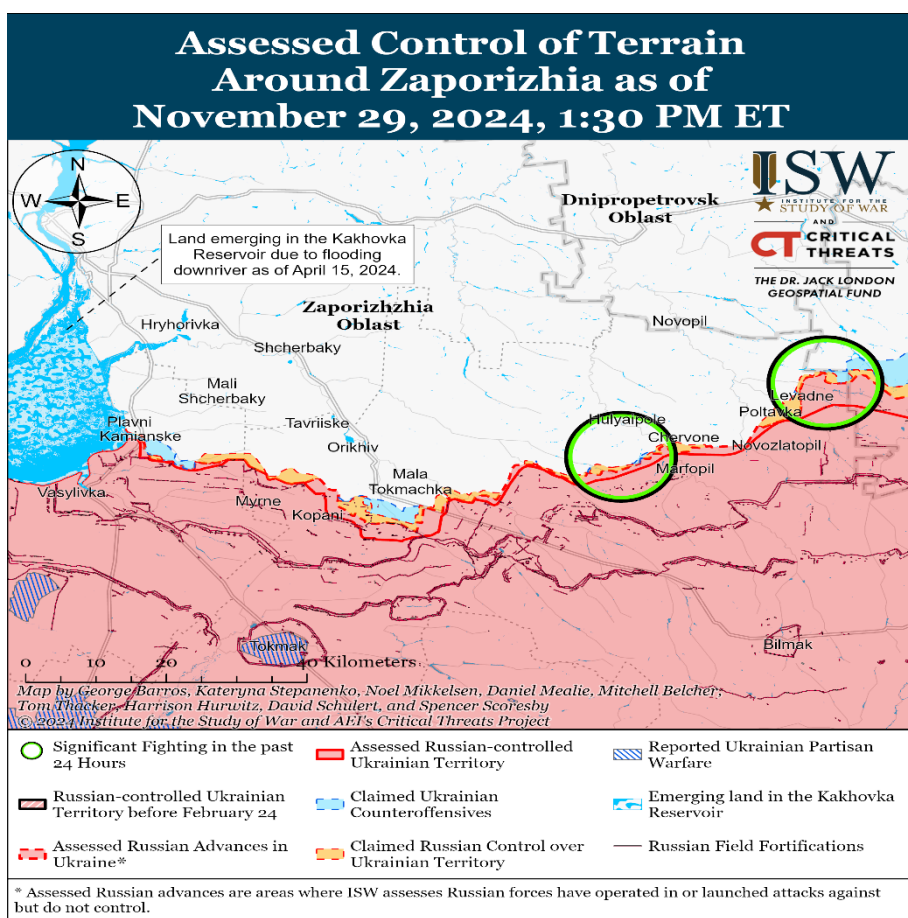 Assessed Control of Terrain
Around Zaporizhia as of
November 29, 2024, 1:30 PM ET
N
W E
S
ISW
INSTITUTE FOR THE
STUDY OF WAR
AND
CT CRITICAL
THREATS
THE DR. JACK LONDON
GEOSPATIAL FUND
Dnipropetrovsk
Oblast
Land emerging in the Kakhovka
Reservoir due to flooding
downriver as of April 15, 2024.
Zaporizhzhia
Oblast
Hryhorivka
Novopil
Shcherbaky
Mali
Shcherbaky
Levadne
Poltavka
Plavni
Kamianske
Tavriiske
Hulyaipole
Chervone
Orikhiv
Novozlatopil
Marfopil
Mala
Tokmachka
Vasylivka
Myrne
Kopani
Tokmak
Bilmak
0 10 20 40 Kilometers
Map by George Barros, Kateryna Stepanenko, Noel Mikkelsen, Daniel Mealie, Mitchell Belcher,
Tom Thacker, Harrison Hurwitz, David Schulert, and Spencer Scoresby
© 2024 Institute for the Study of War and AEI's Critical Threats Project
Significant Fighting in the past
24 Hours
Assessed Russian-controlled
Ukrainian Territory
Reported Ukrainian Partisan
Warfare
Russian-controlled Ukrainian
Territory before February 24
Claimed Ukrainian
Counteroffensives
Emerging land in the Kakhovka
Reservoir
Assessed Russian Advances in
Ukraine*
Claimed Russian Control over
Ukrainian Territory
Russian Field Fortifications
* Assessed Russian advances are areas where ISW assesses Russian forces have operated in or launched attacks against
but do not control.